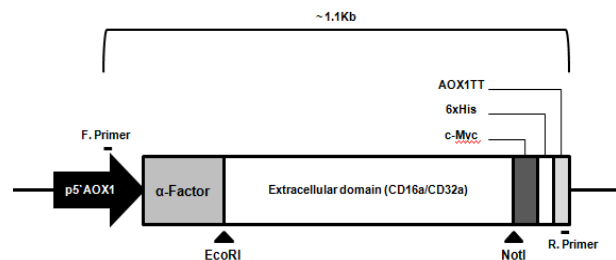 ~ 1.1Kb
AOX1TT
6xHis
c-Myc
F. Primer
p5`AOX1
α-Factor
Extracellular domain (CD16a/CD32a)
R. Primer
EcoRI
NotI